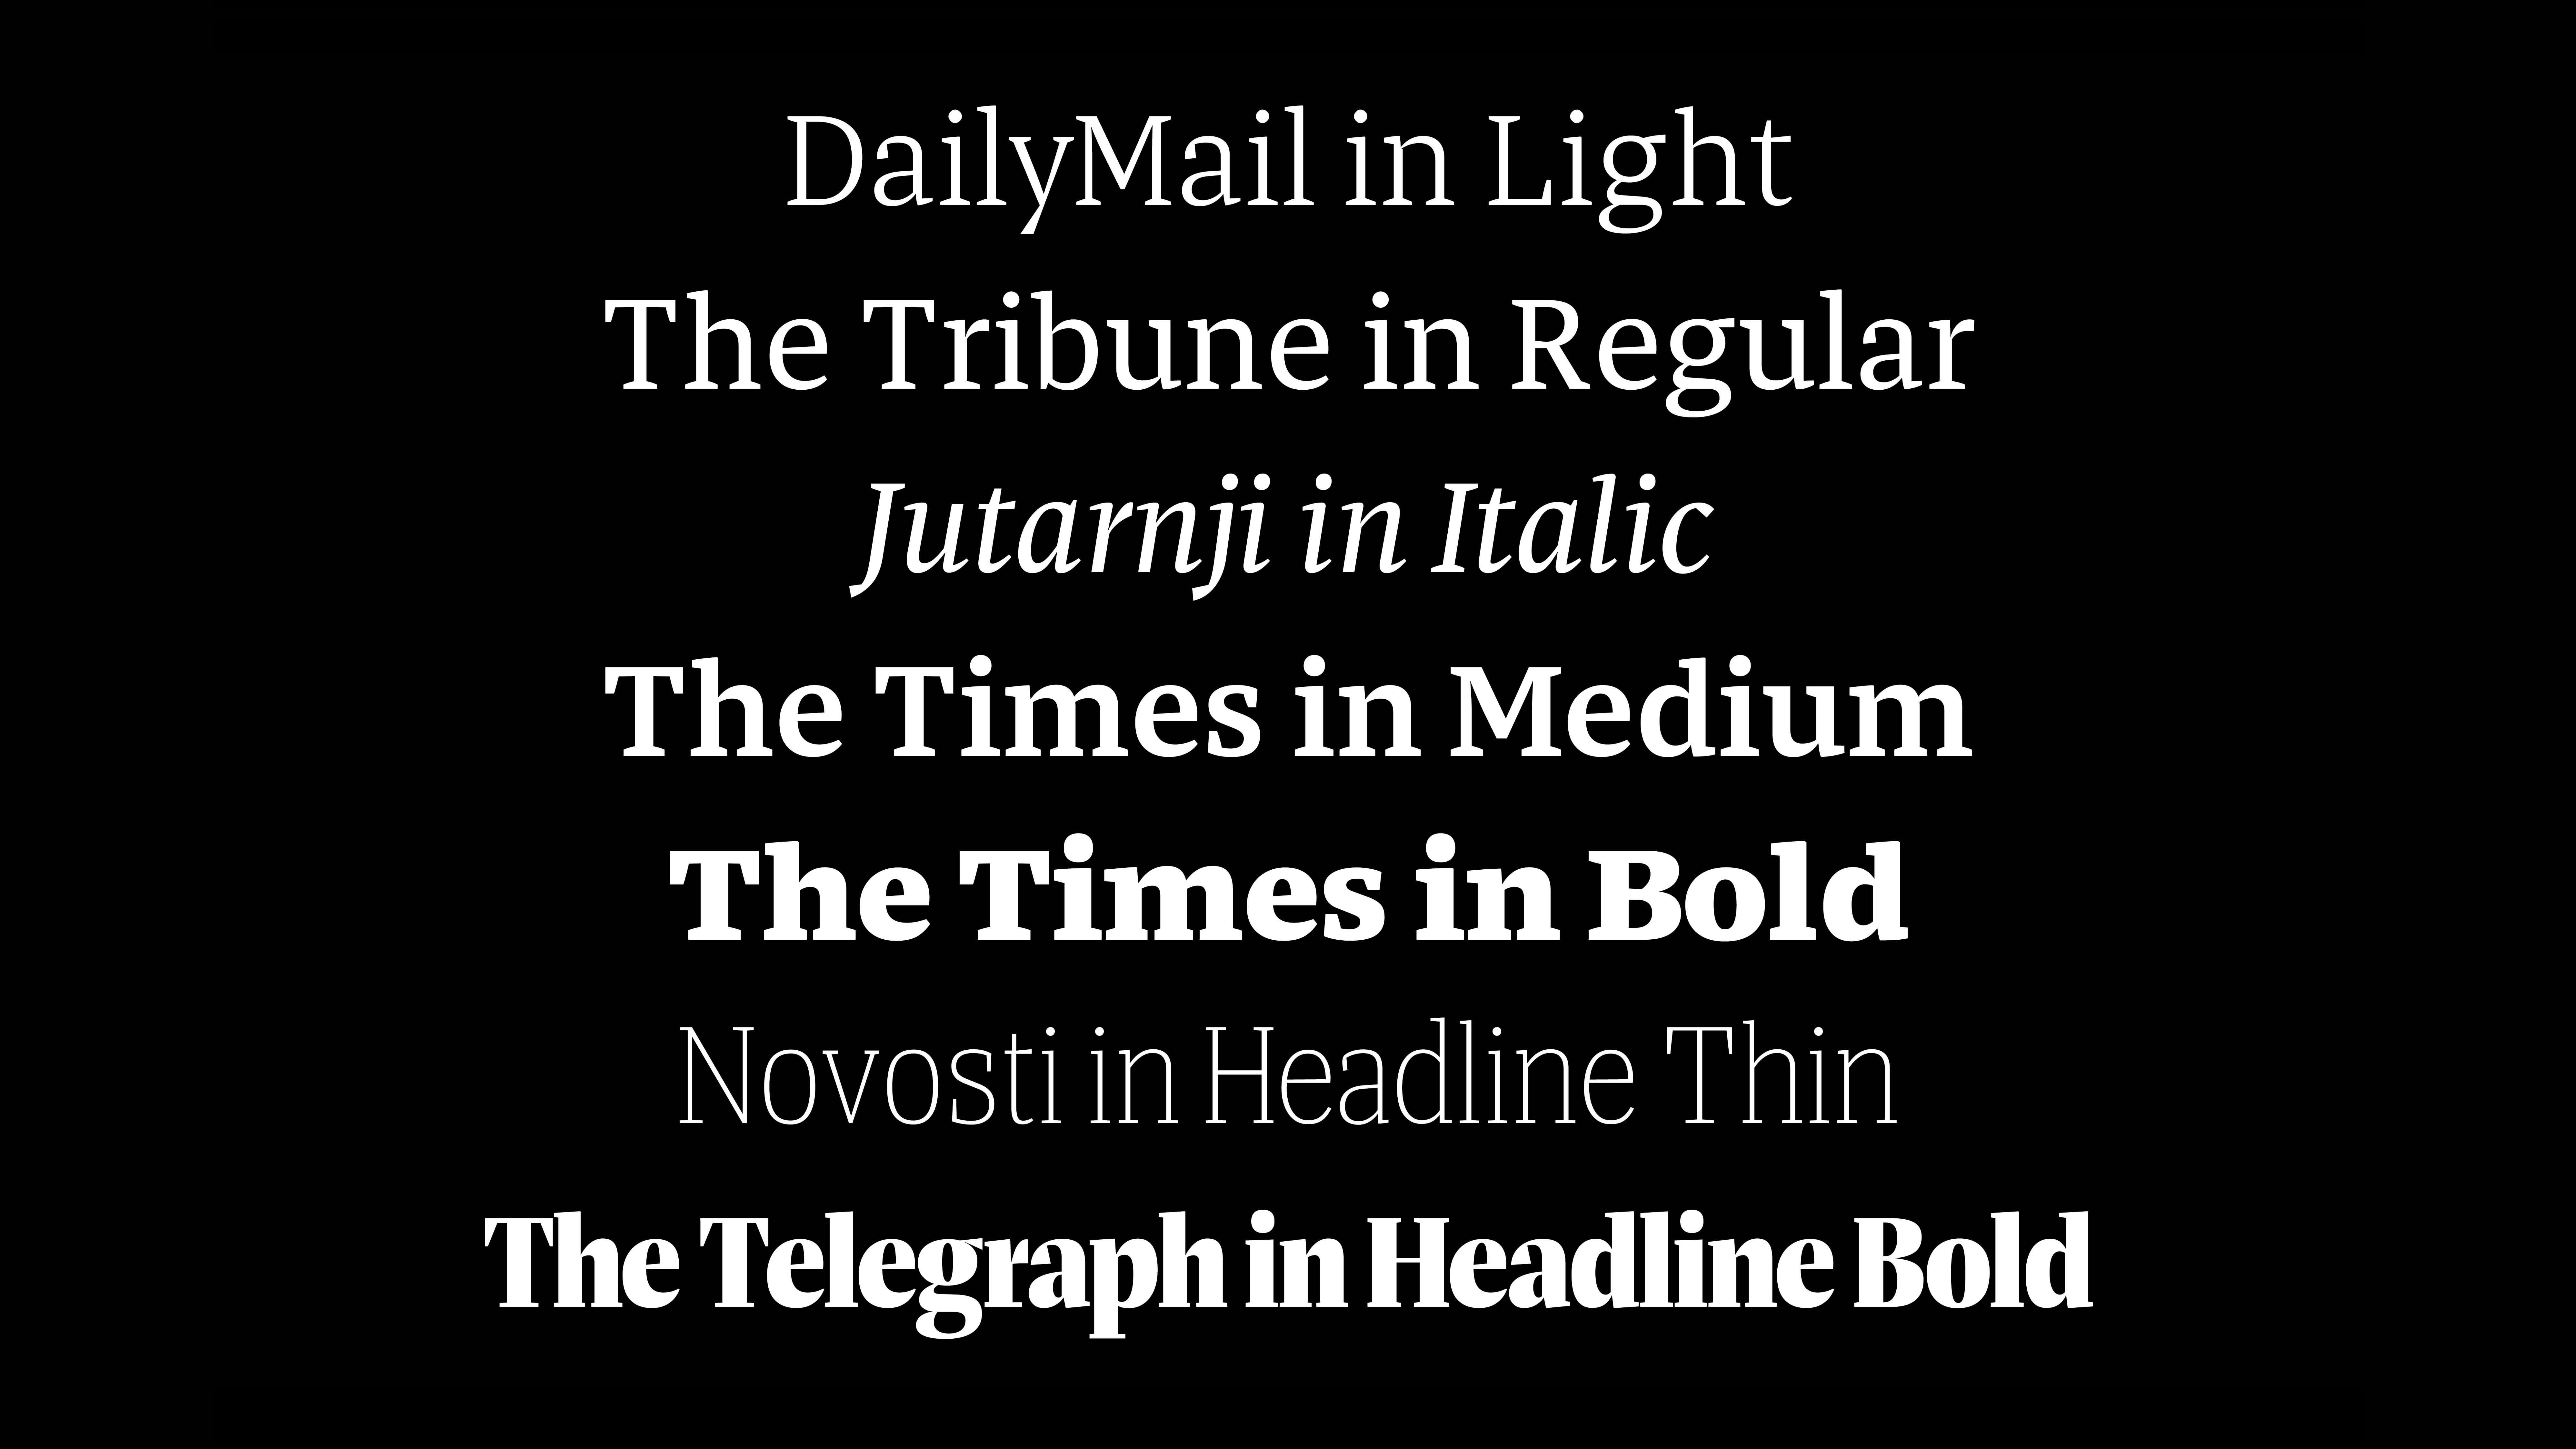 DailyMail in Light
The Tribune in Regular
Jutarnji in Italic
The Times in Medium
The Times in Bold
Novosti in Headline Thin
The Telegraph in Headline Bold